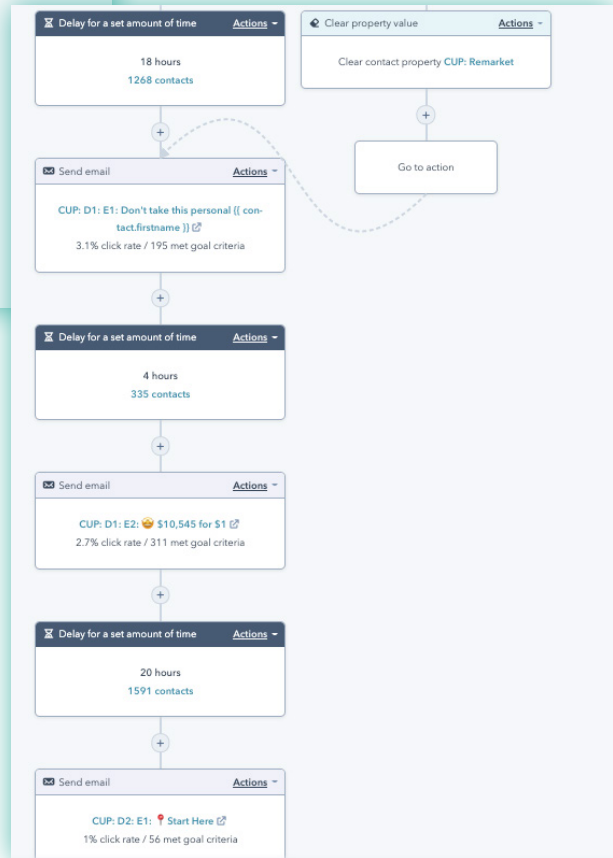 Delay for a set amount of time Actions
18 hours
1268 contacts
Clear property value Actions
Clear contact property CUP: Remarket
Go to action
Send email Actions
CUP: D1: E1: Don't take this personal {{ con-
tact.firstname }}
3.1% click rate / 195 met goal criteria
Delay for a set amount of time Actions
4 hours
335 contacts
Send email Actions
CUP: D1: E2: 🤩 $10,545 for $1
2.7% click rate / 311 met goal criteria
Delay for a set amount of time Actions
20 hours
1591 contacts
Send email Actions
CUP: D2: E1: 📍 Start Here
1% click rate / 56 met goal criteria